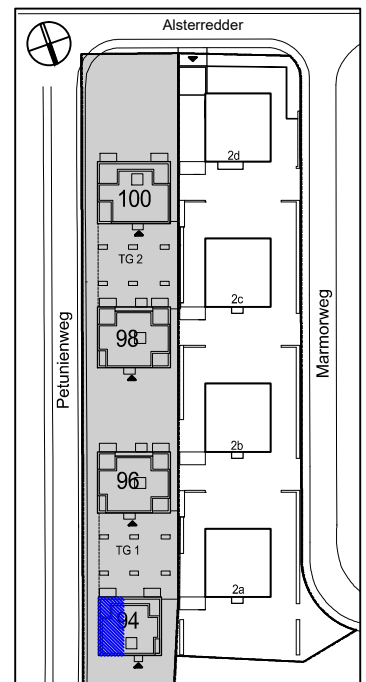 Alsterredder
2d
100
TG 2
2c
98
Petunienweg
Marmorweg
2b
96
TG 1
2a
94